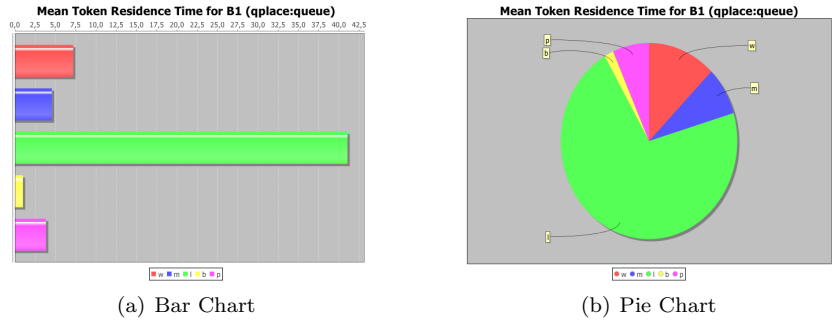 Mean Token Residence Time for B1 (qplace:queue)
0,0 2,5 5,0 7,5 10,0 12,5 15,0 17,5 20,0 22,5 25,0 27,5 30,0 32,5 35,0 37,5 40,0 42,5
w m l b p
(a) Bar Chart
Mean Token Residence Time for B1 (qplace:queue)
p
w
b
m
l
w m l b p
(b) Pie Chart